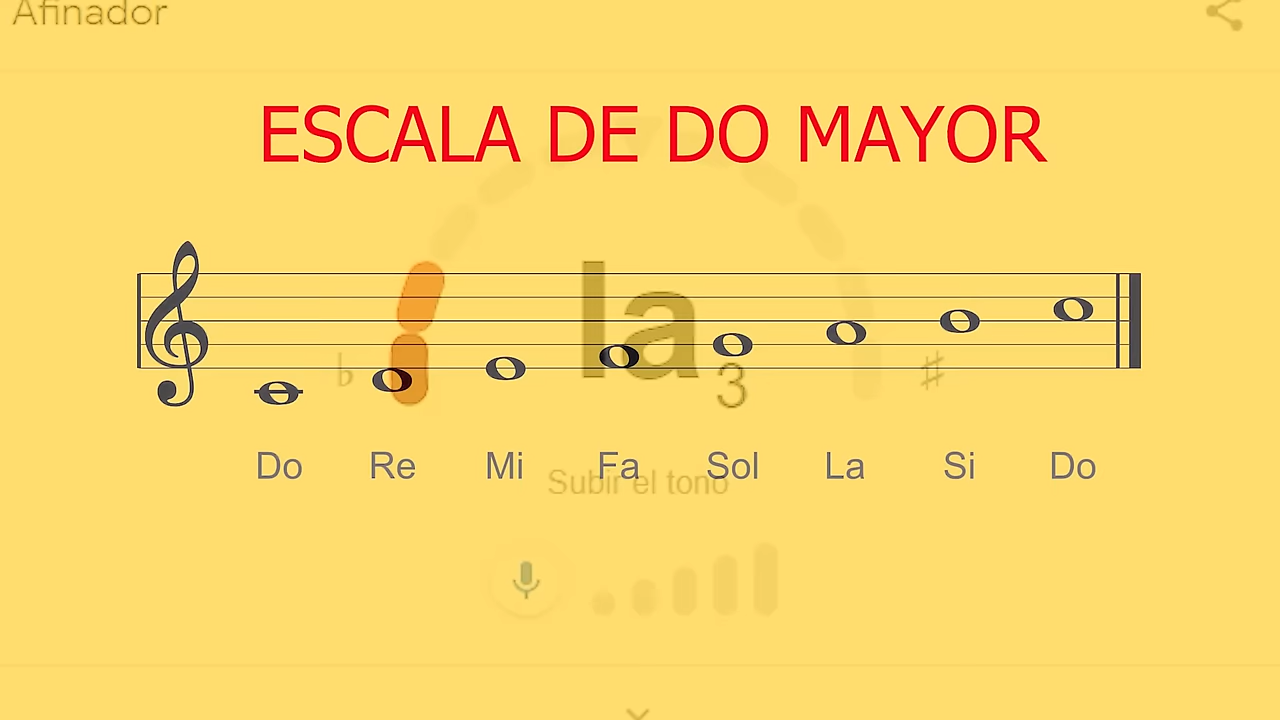 Afinador
ESCALA DE DO MAYOR
la
3
♭
♯
Do Re Mi Fa Sol La Si Do
Subir el tono